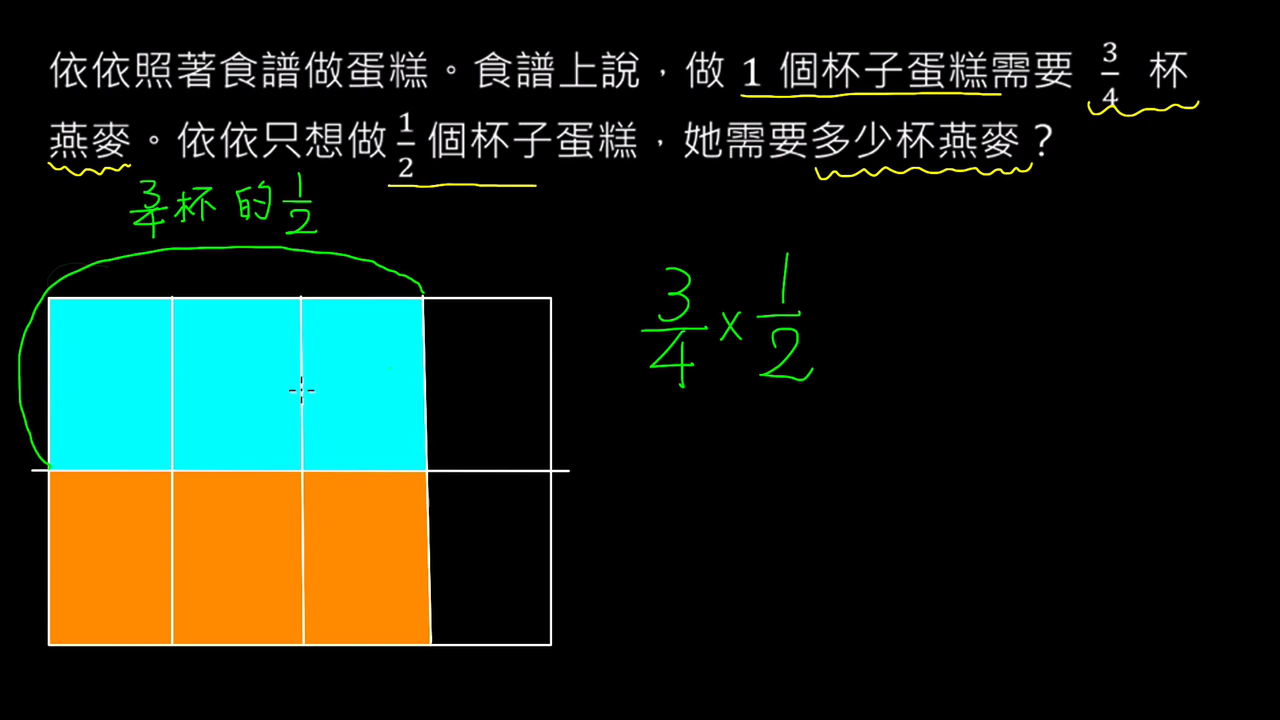 依依照著食譜做蛋糕。食譜上說，做 1 個杯子蛋糕需要 3/4 杯
燕麥。依依只想做 1/2 個杯子蛋糕，她需要多少杯燕麥？
3/4 杯 的 1/2
3/4 x 1/2